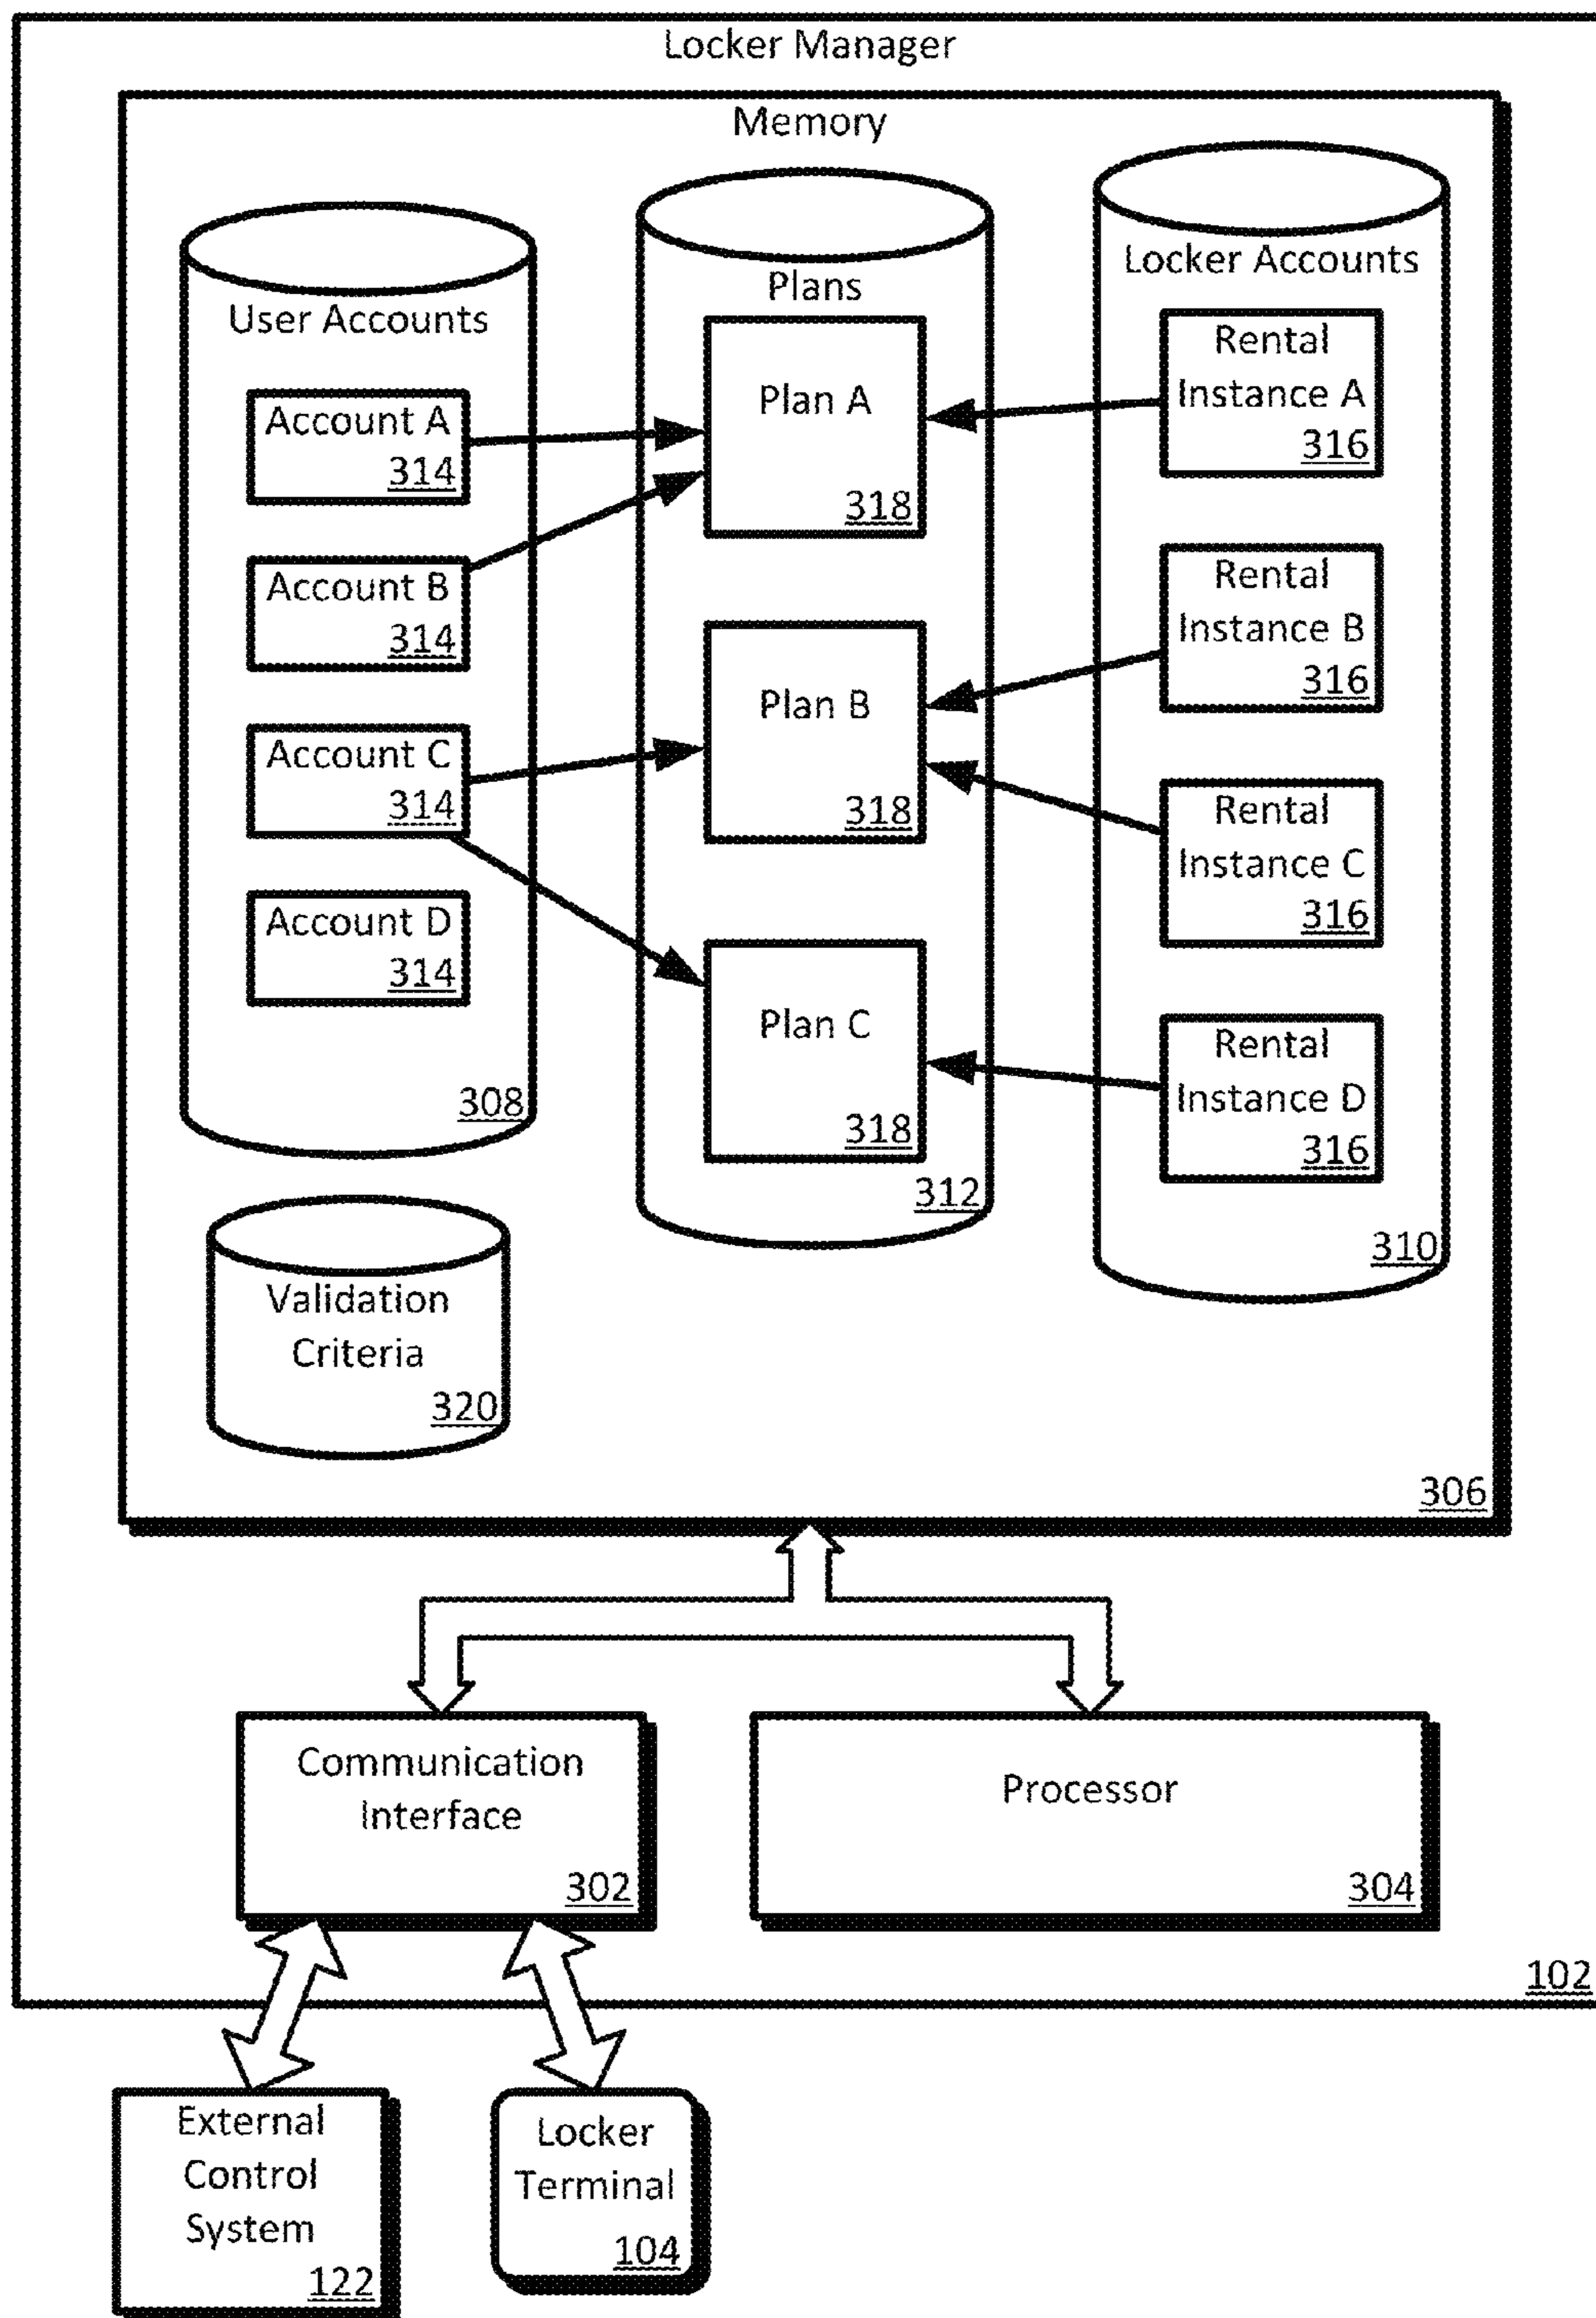 Locker Manager
Memory
User Accounts
Account A
314
Account B
314
Account C
314
Account D
314
308
Plans
Plan A
318
Plan B
318
Plan C
318
312
Locker Accounts
Rental
Instance A
316
Rental
Instance B
316
Rental
Instance C
316
Rental
Instance D
316
310
Validation
Criteria
320
306
Communication
Interface
302
Processor
304
102
External
Control
System
122
Locker
Terminal
104